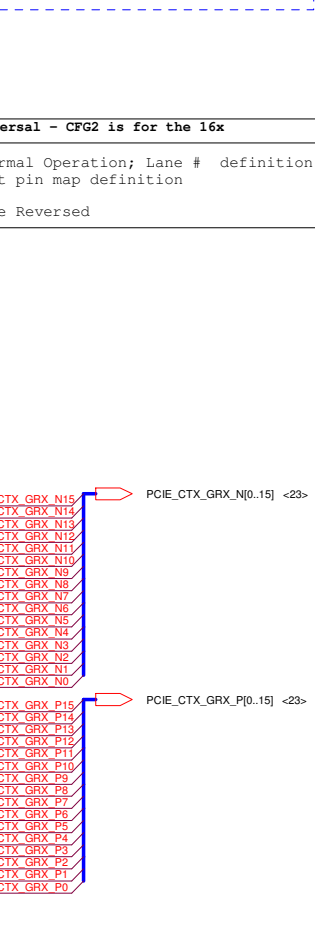 ersal - CFG2 is for the 16x
rmal Operation; Lane # definition
t pin map definition
e Reversed
CTX_GRX_N15 PCIE_CTX_GRX_N[0..15] <23>
CTX_GRX_N14
CTX_GRX_N13
CTX_GRX_N12
CTX_GRX_N11
CTX_GRX_N10
CTX_GRX_N9
CTX_GRX_N8
CTX_GRX_N7
CTX_GRX_N6
CTX_GRX_N5
CTX_GRX_N4
CTX_GRX_N3
CTX_GRX_N2
CTX_GRX_N1
CTX_GRX_N0
CTX_GRX_P15 PCIE_CTX_GRX_P[0..15] <23>
CTX_GRX_P14
CTX_GRX_P13
CTX_GRX_P12
CTX_GRX_P11
CTX_GRX_P10
CTX_GRX_P9
CTX_GRX_P8
CTX_GRX_P7
CTX_GRX_P6
CTX_GRX_P5
CTX_GRX_P4
CTX_GRX_P3
CTX_GRX_P2
CTX_GRX_P1
CTX_GRX_P0